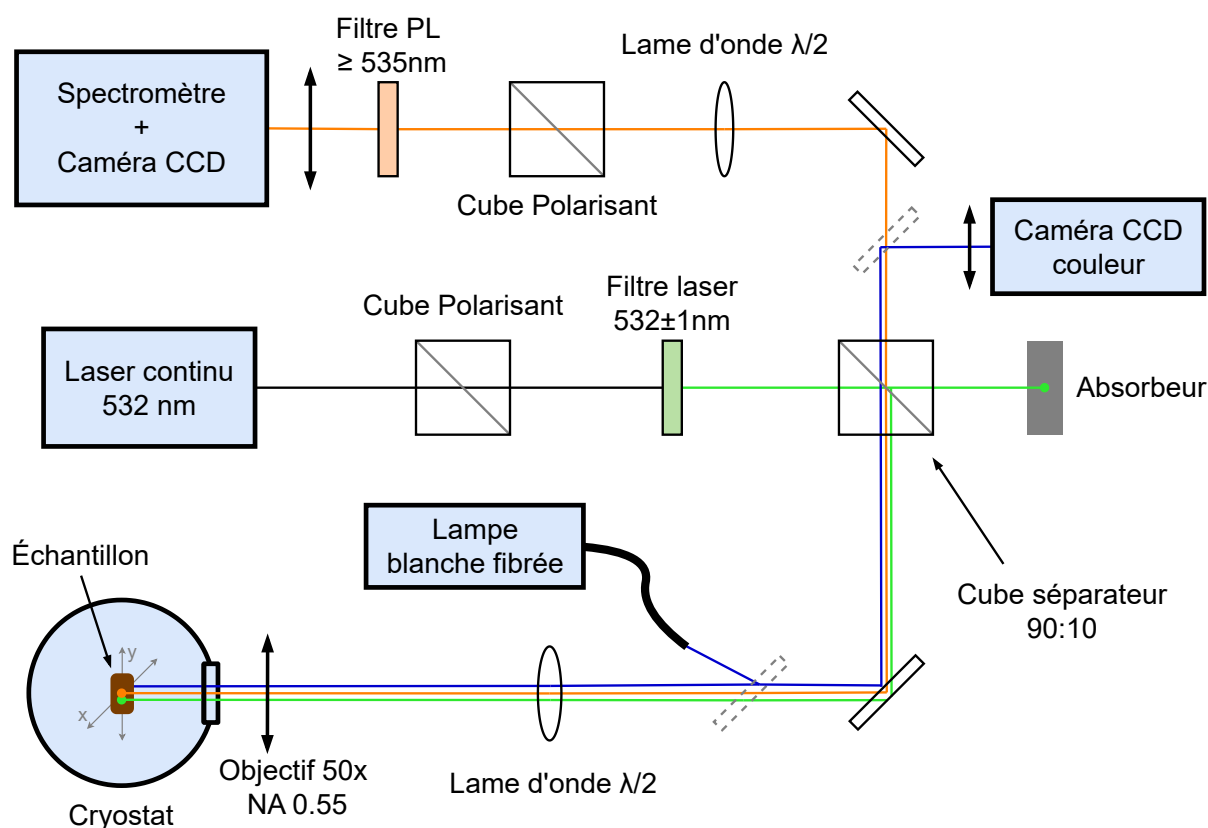 Filtre PL
≥ 535nm
Lame d'onde λ/2
Spectromètre
+
Caméra CCD
Cube Polarisant
Caméra CCD
couleur
Cube Polarisant
Filtre laser
532±1nm
Laser continu
532 nm
Absorbeur
Lampe
blanche fibrée
Échantillon
Cube séparateur
90:10
y
x
Objectif 50x
NA 0.55
Lame d'onde λ/2
Cryostat